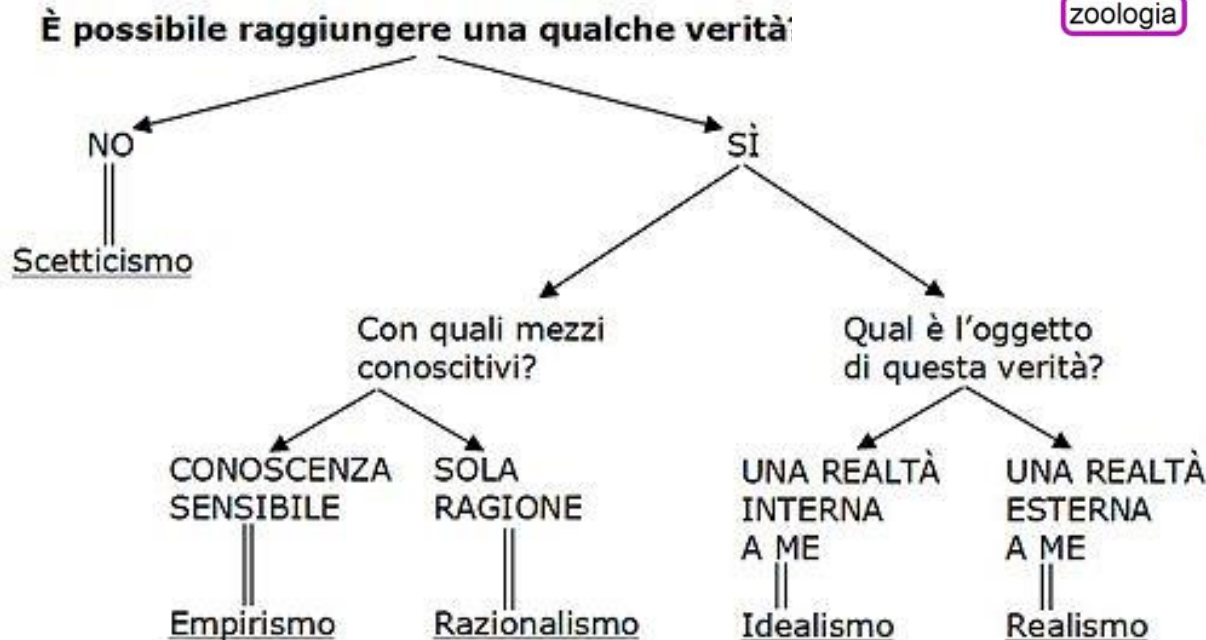 È possibile raggiungere una qualche verità
zoologia
NO
SÌ
Scetticismo
Con quali mezzi
conoscitivi?
Qual è l'oggetto
di questa verità?
CONOSCENZA
SENSIBILE
SOLA
RAGIONE
UNA REALTÀ
INTERNA
A ME
UNA REALTÀ
ESTERNA
A ME
Empirismo
Razionalismo
Idealismo
Realismo